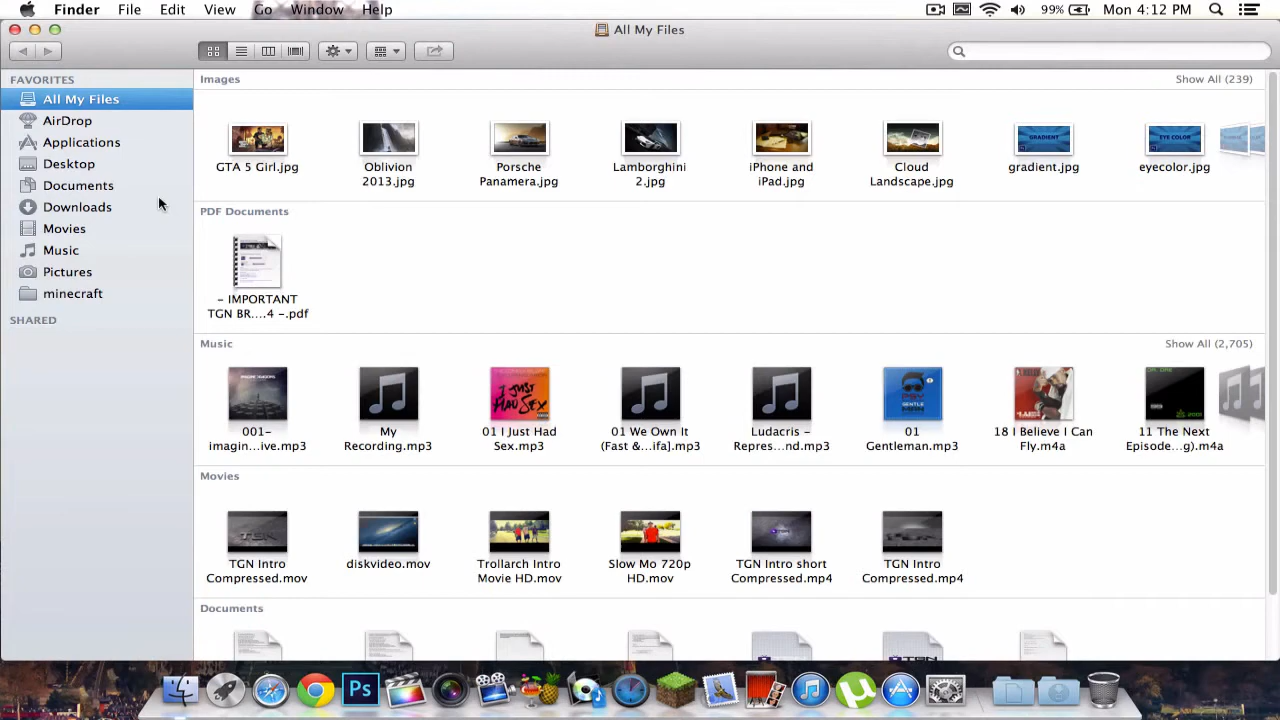 Finder File Edit View Go Window Help 99% Mon 4:12 PM
All My Files
FAVORITES
All My Files
AirDrop
Applications
Desktop
Documents
Downloads
Movies
Music
Pictures
minecraft
SHARED
Images Show All (239)
GTA 5 Girl.jpg
Oblivion
2013.jpg
Porsche
Panamera.jpg
Lamborghini
2.jpg
iPhone and
iPad.jpg
Cloud
Landscape.jpg
gradient.jpg
eyecolor.jpg
PDF Documents
- IMPORTANT
TGN BR....4 -.pdf
Music Show All (2,705)
001-
imagin...ive.mp3
My
Recording.mp3
01 I Just Had
Sex.mp3
01 We Own It
(Fast &...ifa].mp3
Ludacris -
Repres...nd.mp3
01
Gentleman.mp3
18 I Believe I Can
Fly.m4a
11 The Next
Episode...g).m4a
Movies
TGN Intro
Compressed.mov
diskvideo.mov
Trollarch Intro
Movie HD.mov
Slow Mo 720p
HD.mov
TGN Intro short
Compressed.mp4
TGN Intro
Compressed.mp4
Documents
Ps